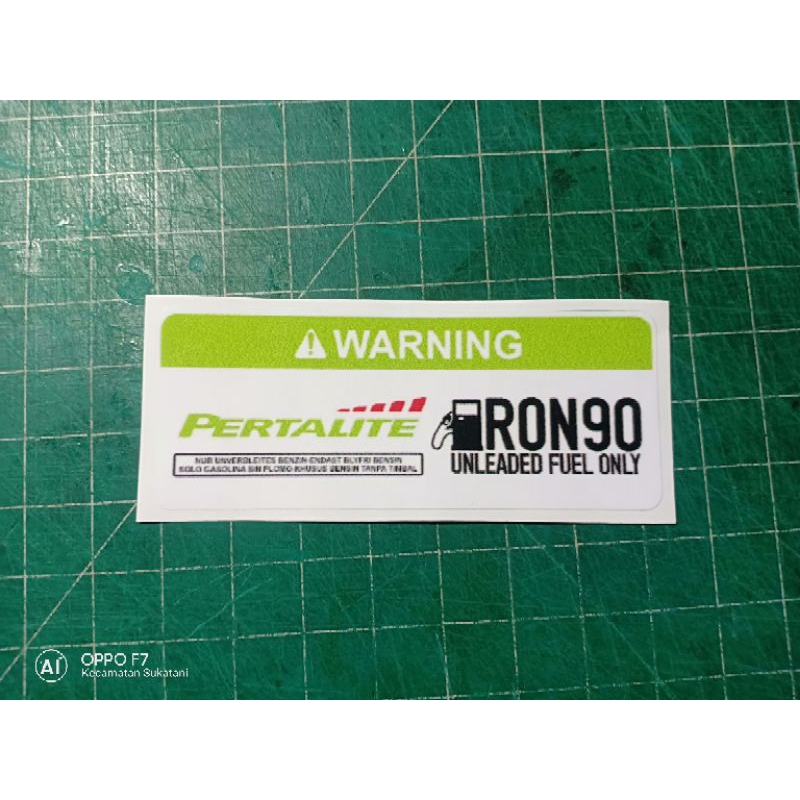 WARNING
PERTALITE
RON90
UNLEADED FUEL ONLY
NUR UNVERBLEITES BENZIN-ENDAST BLYFRI BENSIN
SOLO GASOLINA SIN PLOMO-KHUSUS BENSIN TANPA TIMBAL
AI OPPO F7
Kecamatan Sukatani